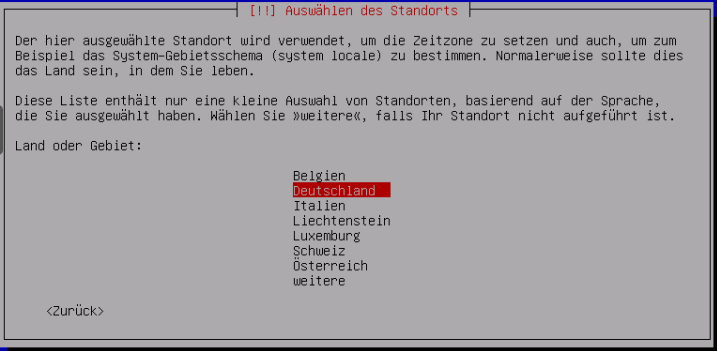 [!!] Auswählen des Standorts
Der hier ausgewählte Standort wird verwendet, um die Zeitzone zu setzen und auch, um zum
Beispiel das System-Gebietsschema (system locale) zu bestimmen. Normalerweise sollte dies
das Land sein, in dem Sie leben.
Diese Liste enthält nur eine kleine Auswahl von Standorten, basierend auf der Sprache,
die Sie ausgewählt haben. Wählen Sie »weitere«, falls Ihr Standort nicht aufgeführt ist.
Land oder Gebiet:
Belgien
Deutschland
Italien
Liechtenstein
Luxemburg
Schweiz
Österreich
weitere
<Zurück>